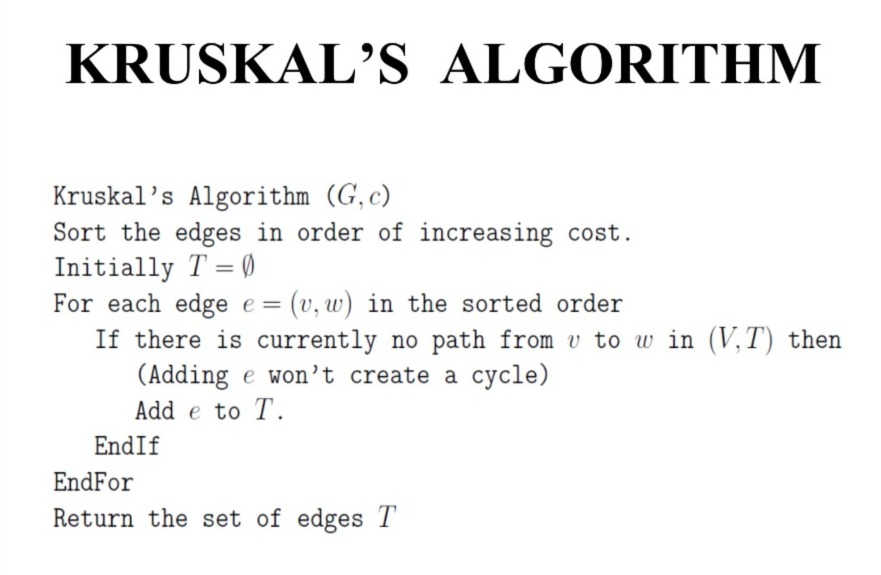 KRUSKAL'S ALGORITHM
Kruskal's Algorithm (G, c)
Sort the edges in order of increasing cost.
Initially T = ∅
For each edge e = (v, w) in the sorted order
If there is currently no path from v to w in (V, T) then
(Adding e won't create a cycle)
Add e to T.
EndIf
EndFor
Return the set of edges T